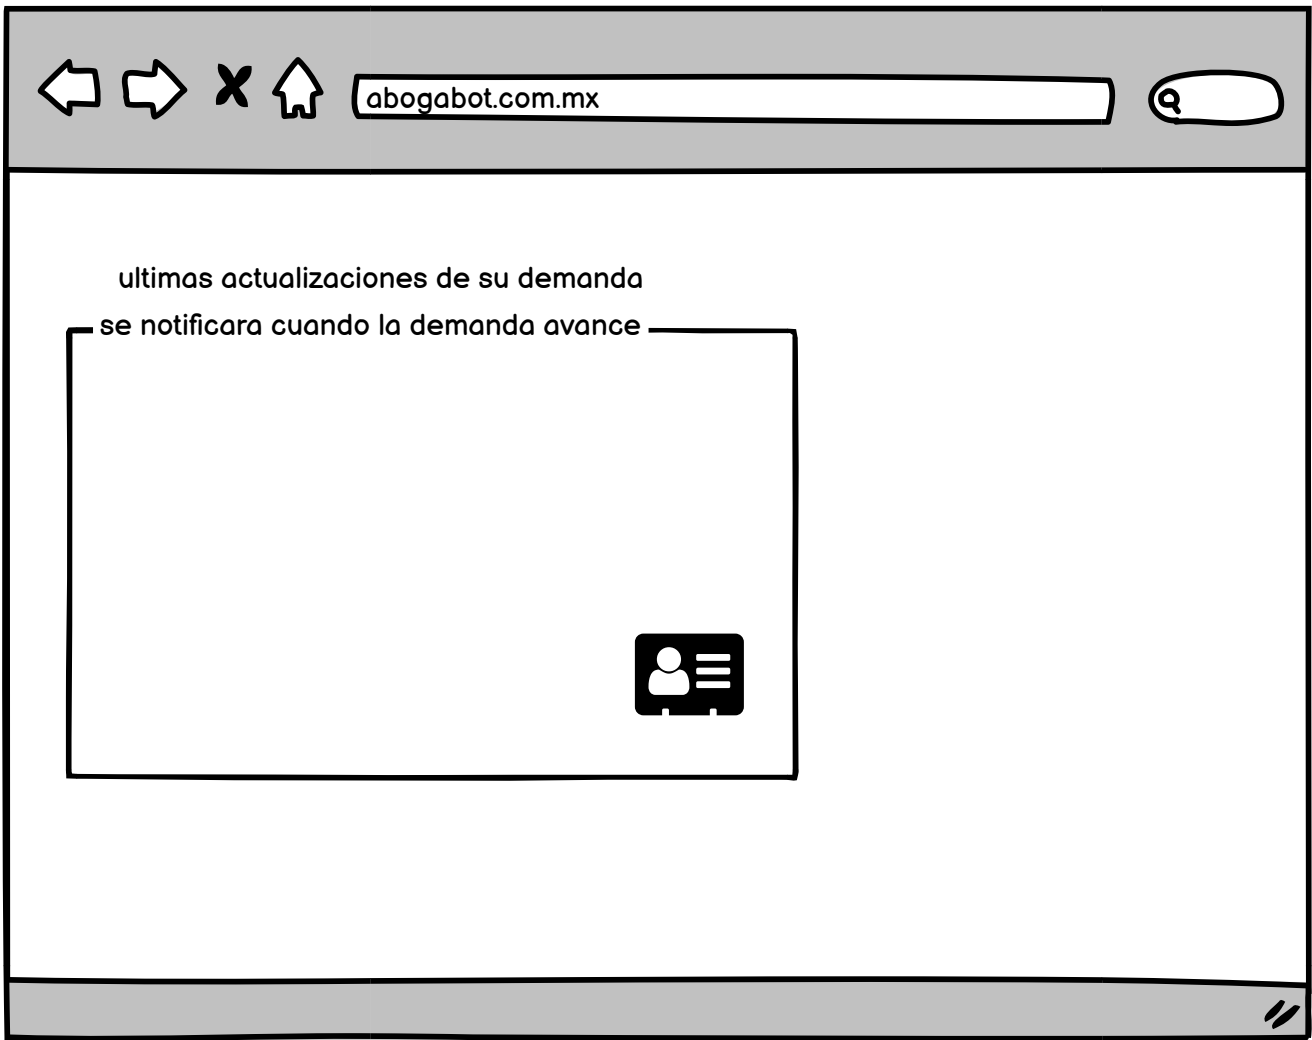 abogabot.com.mx
ultimas actualizaciones de su demanda
se notificara cuando la demanda avance